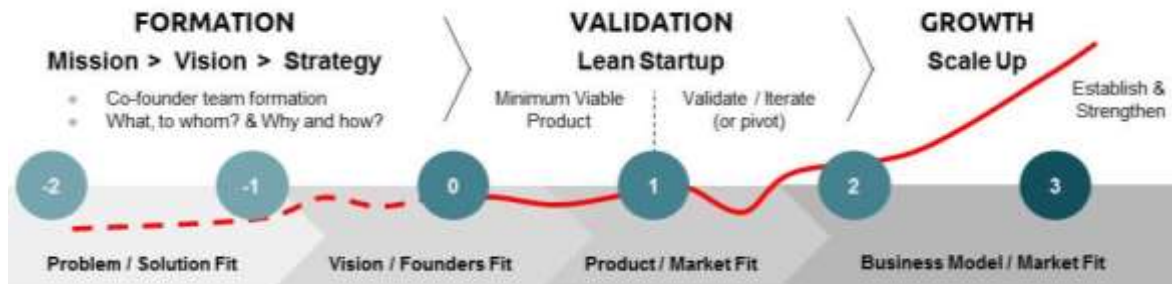 FORMATION
Mission > Vision > Strategy
Co-founder team formation
What, to whom? & Why and how?
VALIDATION
Lean Startup
Minimum Viable
Product
Validate / Iterate
(or pivot)
GROWTH
Scale Up
Establish &
Strengthen
-2
-1
0
1
2
3
Problem / Solution Fit
Vision / Founders Fit
Product / Market Fit
Business Model / Market Fit